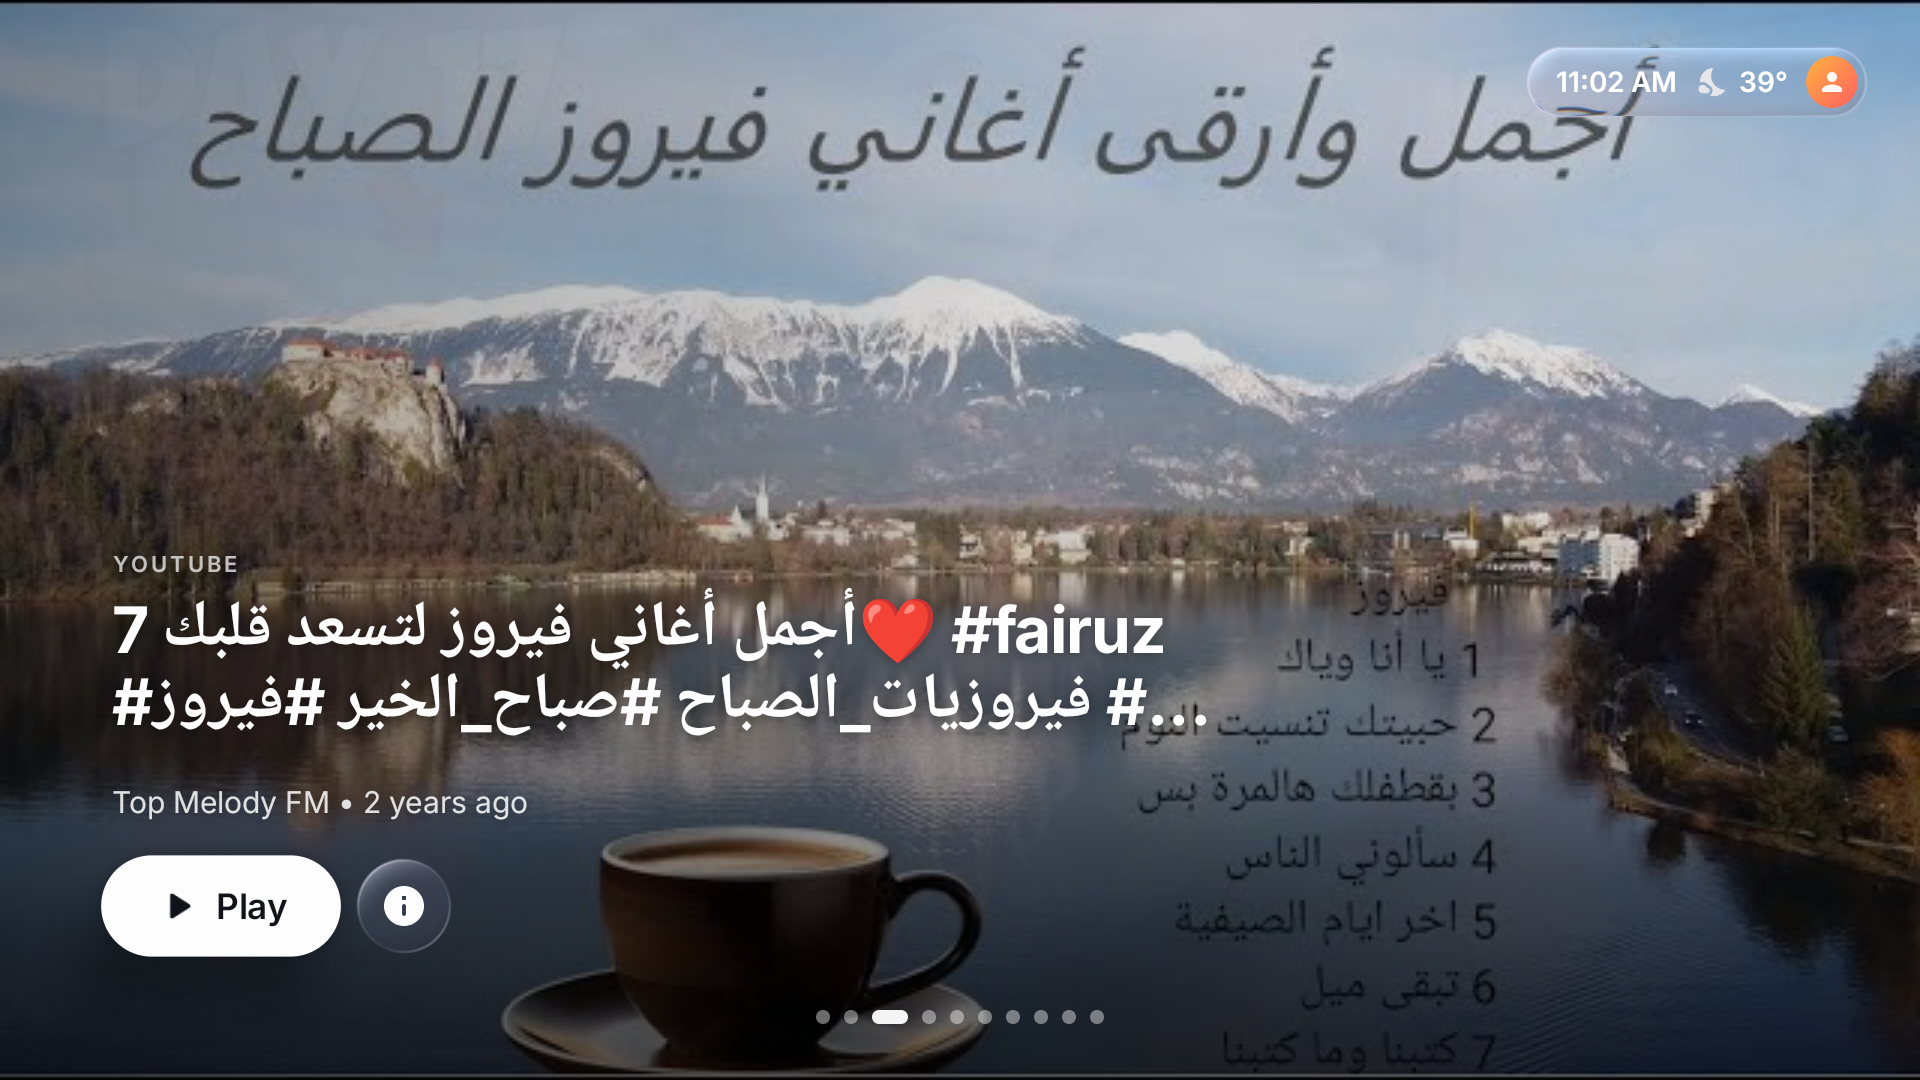 أجمل وأرقى أغاني فيروز الصباح
11:02 AM 39°
YOUTUBE
7 أجمل أغاني فيروز لتسعد قلبك❤️ #fairuz
#فيروز #صباح_الخير #فيروزيات_الصباح #...
Top Melody FM • 2 years ago
Play
فيروز
1 يا أنا وياك
2 حبيتك تنسيت النوم
3 بقطفلك هالمرة بس
4 سألوني الناس
5 اخر ايام الصيفية
6 تبقى ميل
7 كتبنا وما كتبنا